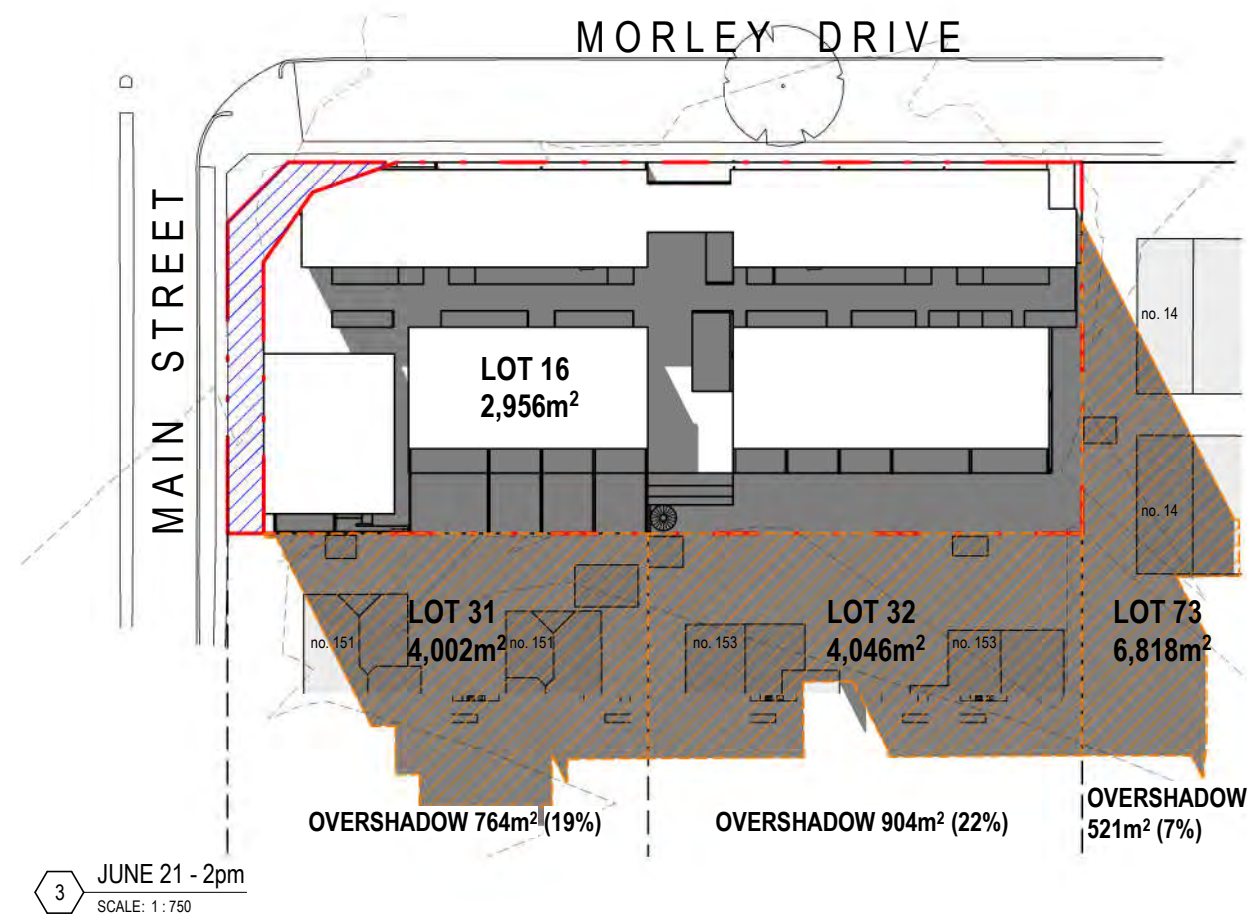 MORLEY DRIVE
MAIN STREET
no. 14
LOT 16
2,956m²
no. 14
LOT 31
4,002m²
no. 151
no. 151
LOT 32
4,046m²
no. 153
no. 153
LOT 73
6,818m²
OVERSHADOW 764m² (19%)
OVERSHADOW 904m² (22%)
OVERSHADOW
521m² (7%)
3
JUNE 21 - 2pm
SCALE: 1 : 750